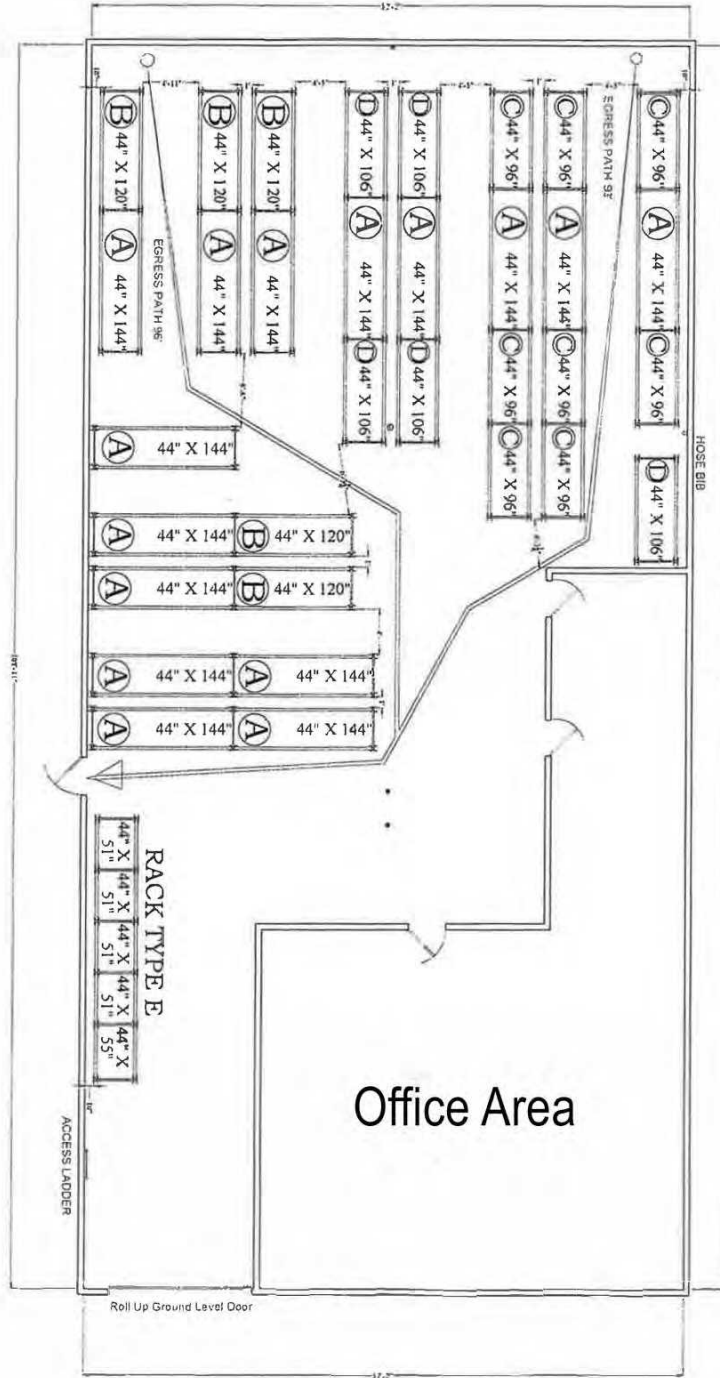 B 44" X 120"
B 44" X 120"
B 44" X 120"
D 44" X 106"
D 44" X 106"
C 44" X 96"
C 44" X 96"
C 44" X 96"
EGRESS PATH 96'
A 44" X 144"
A 44" X 144"
A 44" X 144"
A 44" X 144"
A 44" X 144"
A 44" X 144"
A 44" X 144"
A 44" X 144"
EGRESS PATH 93'
D 44" X 106"
D 44" X 106"
C 44" X 96"
C 44" X 96"
C 44" X 96"
C 44" X 96"
C 44" X 96"
D 44" X 106"
HOSE BIB
A 44" X 144"
A 44" X 144" B 44" X 120"
A 44" X 144" B 44" X 120"
A 44" X 144" A 44" X 144"
A 44" X 144" A 44" X 144"
RACK TYPE E
44" X
51"
44" X
51"
44" X
51"
44" X
51"
44" X
55"
Office Area
ACCESS LADDER
Roll Up Ground Level Door